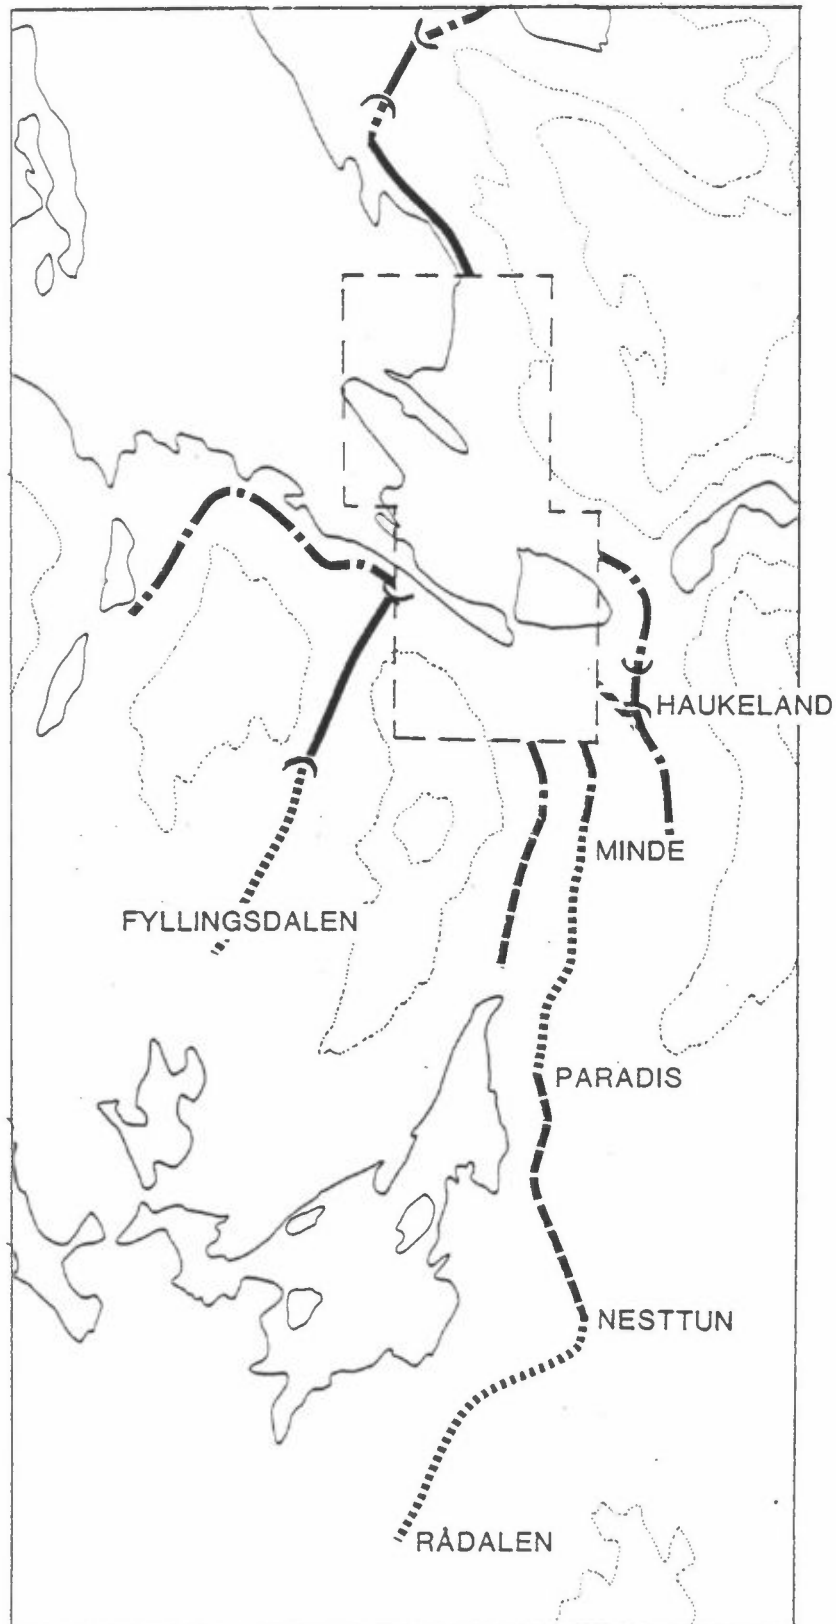 HAUKELAND
MINDE
FYLLINGSDALEN
PARADIS
NESTTUN
RÅDALEN